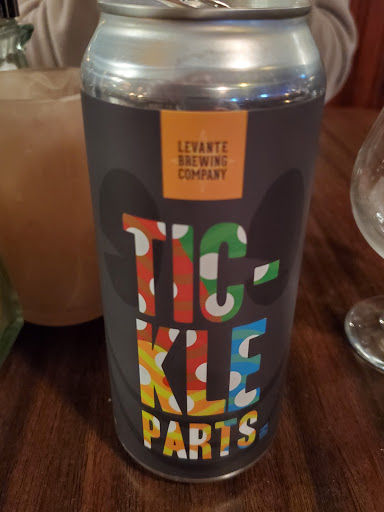 LEVANTE
BREWING
COMPANY
TIC-
KLE
PARTS